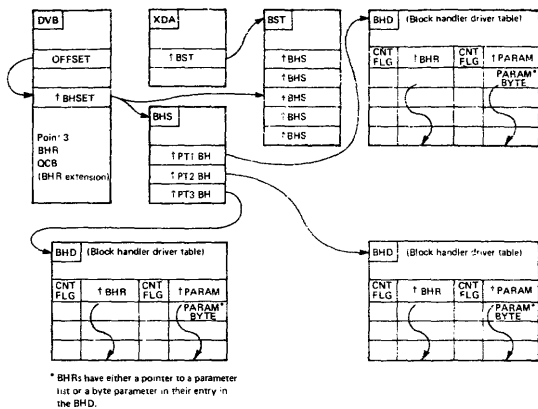 DVB
OFFSET
↑ BHSET
Point 3
BHR
QCB
(BHR extension)
XDA
↑ BST
BHS
↑ PT1 BH
↑ PT2 BH
↑ PT3 BH
BST
↑ BHS
↑ BHS
↑ BHS
↑ BHS
↑ BHS
BHD (Block handler driver table)
CNT FLG ↑ BHR CNT FLG ↑ PARAM
PARAM*
BYTE
BHD (Block handler driver table)
CNT FLG ↑ BHR CNT FLG ↑ PARAM
PARAM*
BYTE
BHD (Block handler driver table)
CNT FLG ↑ BHR CNT FLG ↑ PARAM
PARAM*
BYTE
* BHRs have either a pointer to a parameter
list or a byte parameter in their entry in
the BHD.